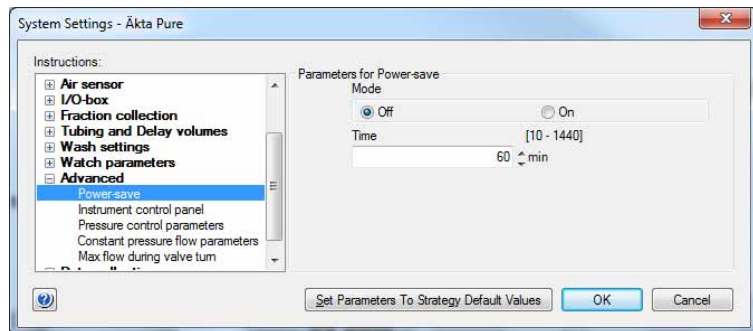 System Settings - Äkta Pure
Instructions:
Air sensor
I/O-box
Fraction collection
Tubing and Delay volumes
Wash settings
Watch parameters
Advanced
Power-save
Instrument control panel
Pressure control parameters
Constant pressure flow parameters
Max flow during valve turn
Parameters for Power-save
Mode
Off On
Time [10 - 1440]
60 min
Set Parameters To Strategy Default Values OK Cancel